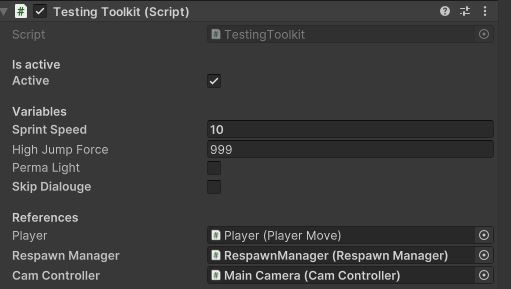 # Testing Toolkit (Script)
Script # TestingToolkit
Is active
Active
Variables
Sprint Speed 10
High Jump Force 999
Perma Light
Skip Dialouge
References
Player # Player (Player Move)
Respawn Manager # RespawnManager (Respawn Manager)
Cam Controller # Main Camera (Cam Controller)